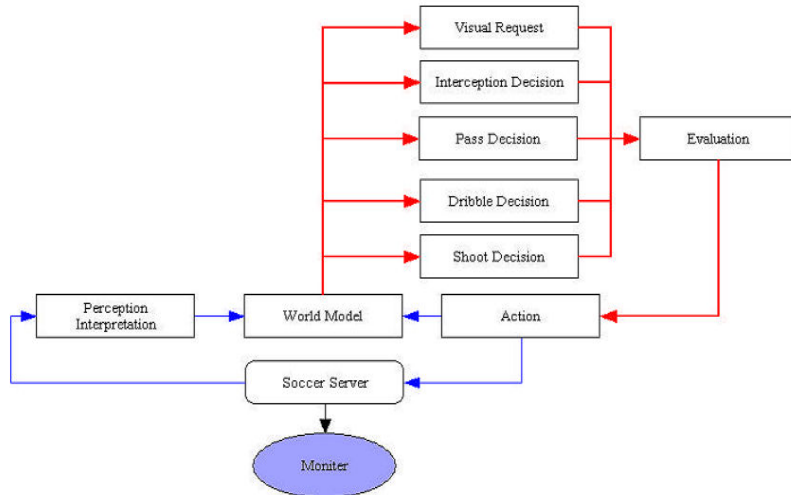 Visual Request
Interception Decision
Pass Decision
Evaluation
Dribble Decision
Shoot Decision
Perception
Interpretation
World Model
Action
Soccer Server
Moniter